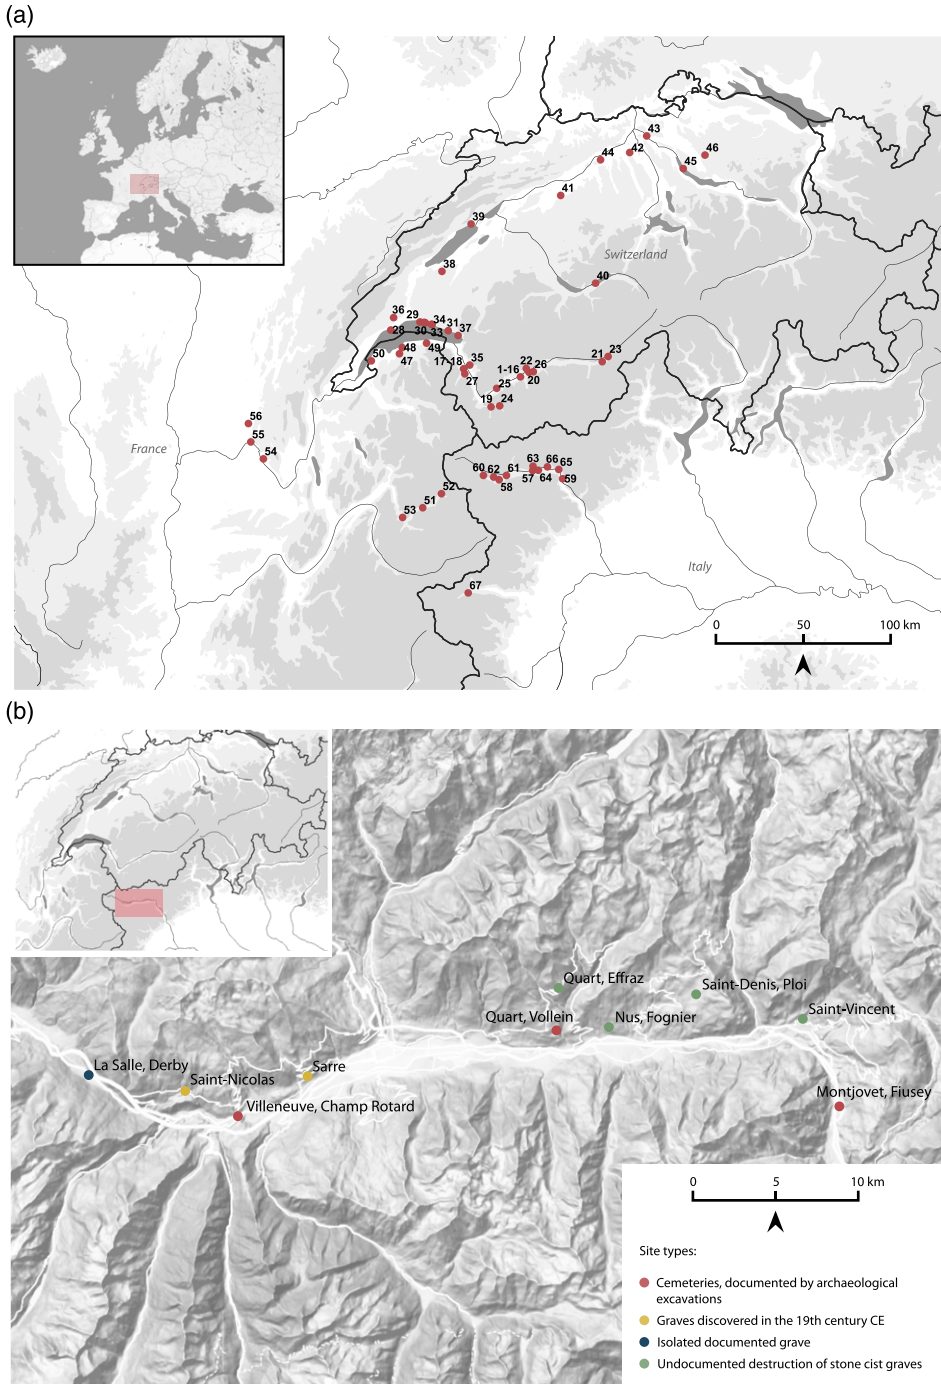 (a)
43
46
42
44
45
41
39
Switzerland
38
40
36
29
34
31
28
30
33
37
50
48
49
47
17-18
35
22
26
21
23
1-16
27
25
20
19
24
56
55
France
54
63
66
65
60
62
61
57
64
59
58
52
51
53
Italy
67
0
50
100 km
(b)
Quart, Effraz
Saint-Denis, Ploi
Quart, Vollein
Nus, Fognier
Saint-Vincent
La Salle, Derby
Sarre
Saint-Nicolas
Villeneuve, Champ Rotard
Montjovet, Fiusey
0
5
10 km
Site types:
Cemeteries, documented by archaeological
excavations
Graves discovered in the 19th century CE
Isolated documented grave
Undocumented destruction of stone cist graves